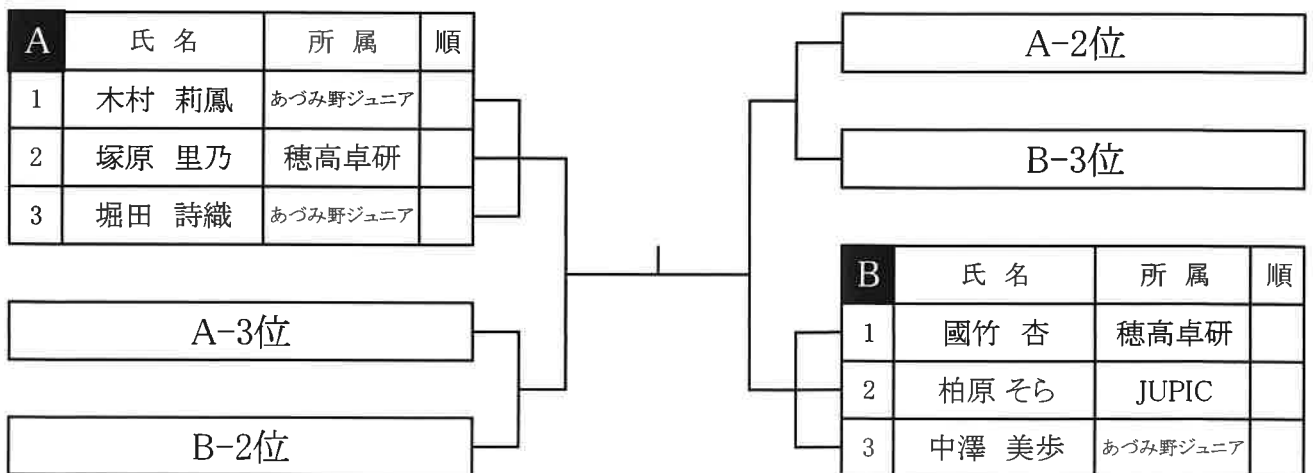 A 氏 名 所 属 順
1 木村 莉鳳 あづみ野ジュニア
2 塚原 里乃 穂高卓研
3 堀田 詩織 あづみ野ジュニア
A-3位
B-2位
A-2位
B-3位
B 氏 名 所 属 順
1 國竹 杏 穂高卓研
2 柏原 そら JUPIC
3 中澤 美歩 あづみ野ジュニア